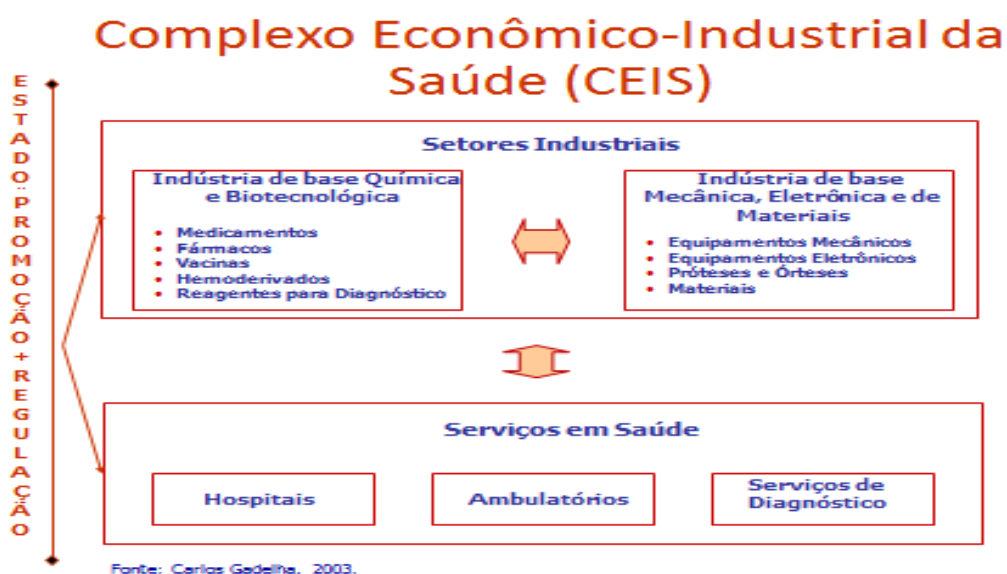 Complexo Econômico-Industrial da
Saúde (CEIS)
ESTADO: PROMOÇÃO + REGULAÇÃO
Setores Industriais
Indústria de base Química
e Biotecnológica
• Medicamentos
• Fármacos
• Vacinas
• Hemoderivados
• Reagentes para Diagnóstico
Indústria de base
Mecânica, Eletrônica e de
Materiais
• Equipamentos Mecânicos
• Equipamentos Eletrônicos
• Próteses e Órteses
• Materiais
Serviços em Saúde
Hospitais
Ambulatórios
Serviços de
Diagnóstico
Fonte: Carlos Gadelha, 2003.